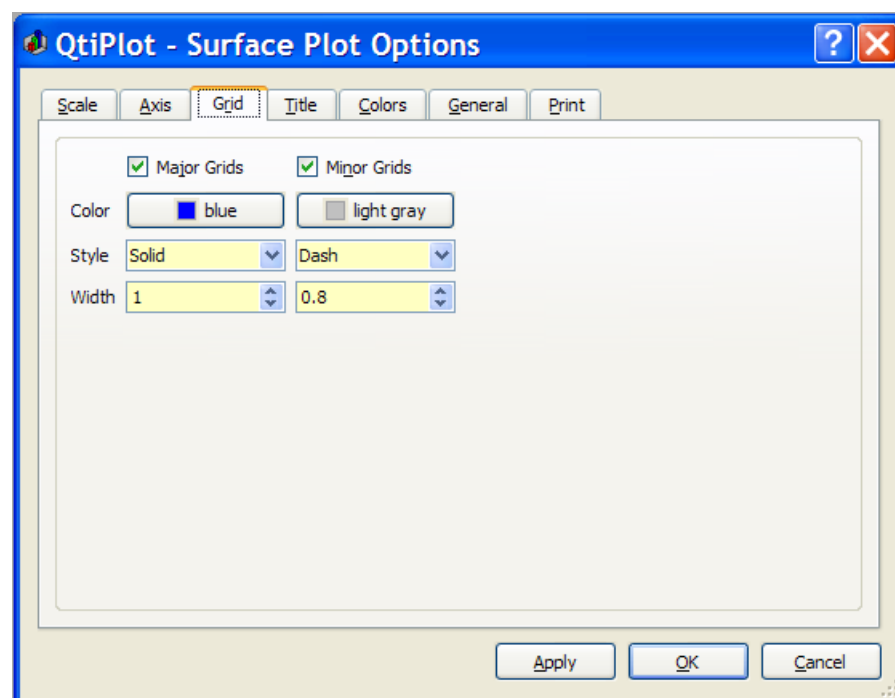 QtiPlot - Surface Plot Options
?
Scale Axis Grid Title Colors General Print
Major Grids Minor Grids
Color blue light gray
Style Solid Dash
Width 1 0.8
Apply OK Cancel